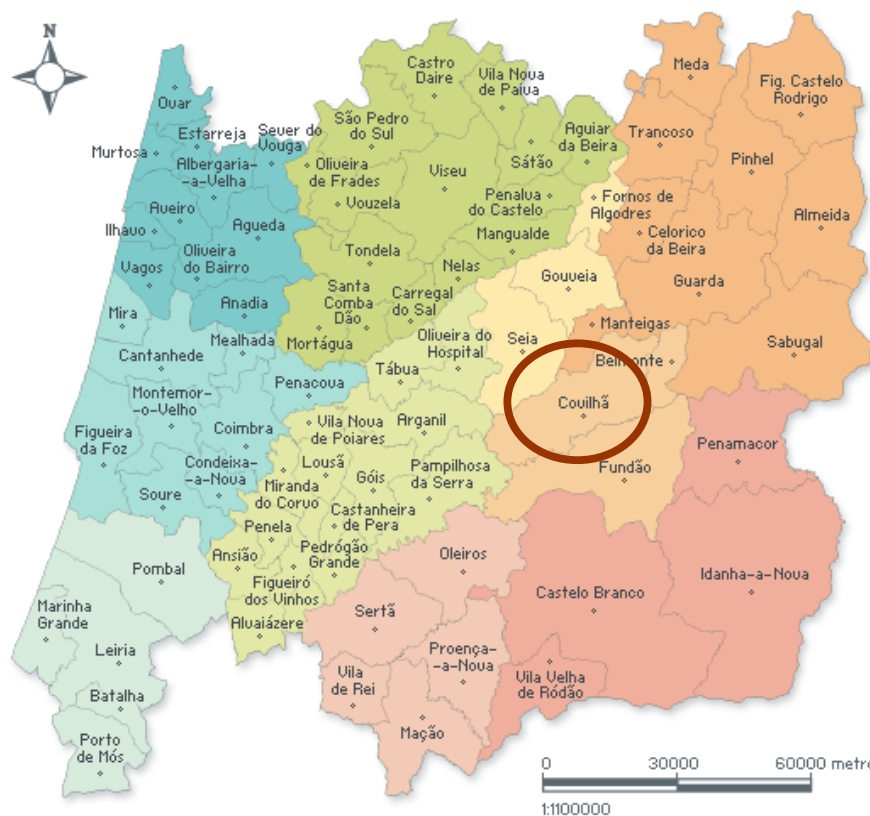 N
Meda
Castro
Daire
Vila Nova
de Paiva
Fig. Castelo
Rodrigo
Ovar
São Pedro
do Sul
Estarreja
Sever do
Vouga
Aguiar
da Beira
Trancoso
Murtosa
Albergaria-
-a-Velha
Oliveira
de Frades
Viseu
Sátão
Pinhel
Aveiro
Vouzela
Penalva
do Castelo
Fornos de
Algodres
Almeida
Ilhavo
Agueda
Mangualde
Celorico
da Beira
Oliveira
do Bairro
Tondela
Vagos
Nelas
Gouveia
Guarda
Anadia
Santa
Comba
Dão
Carregal
do Sal
Mira
Mortágua
Oliveira do
Hospital
Seia
Manteigas
Mealhada
Sabugal
Cantanhede
Tábua
Belmonte
Penacova
Montemor-
-o-Velho
Covilhã
Figueira
da Foz
Coimbra
Vila Nova
de Poiares
Arganil
Penamacor
Condeixa-
-a-Nova
Lousã
Góis
Pampilhosa
da Serra
Fundão
Soure
Miranda
do Corvo
Castanheira
de Pera
Penela
Ansião
Pedrógão
Grande
Oleiros
Pombal
Figueiró
dos Vinhos
Castelo Branco
Idanha-a-Nova
Marinha
Grande
Alvaiázere
Sertã
Leiria
Proença-
-a-Nova
Vila
de Rei
Vila Velha
de Ródão
Batalha
Mação
Porto
de Mós
0 30000 60000 metro
1:1100000